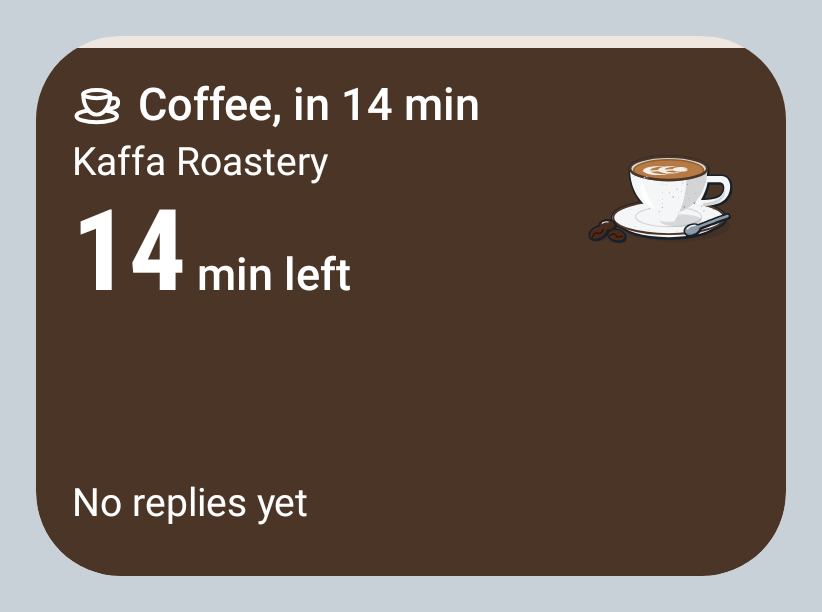 Coffee, in 14 min
Kaffa Roastery
14 min left
No replies yet